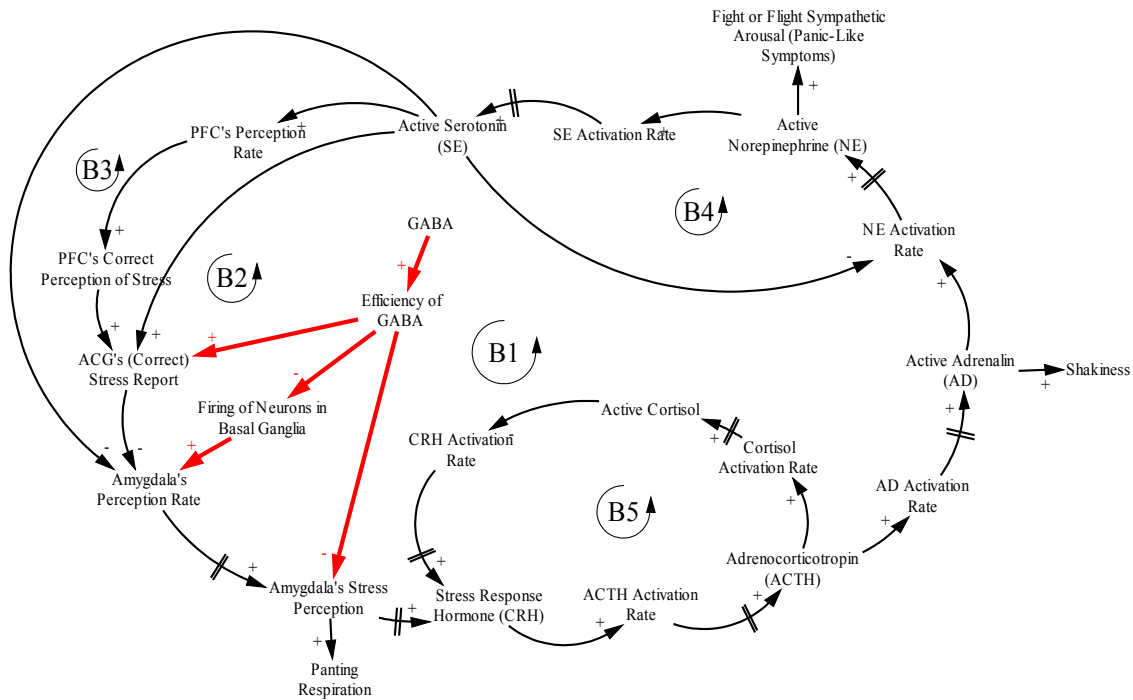 Fight or Flight Sympathetic
Arousal (Panic-Like
Symptoms)
+
Active Serotonin
(SE)
+
SE Activation Rate
+
Active
Norepinephrine (NE)
+
PFC's Perception
Rate
+
B3
B4
GABA
+
NE Activation
Rate
-
+
PFC's Correct
Perception of Stress
+
B2
Efficiency of
GABA
+
+
+
ACG's (Correct)
Stress Report
B1
Active Adrenalin
(AD)
+
Shakiness
+
-
Firing of Neurons in
Basal Ganglia
+
Active Cortisol
+
CRH Activation
Rate
-
Cortisol
Activation Rate
+
-
-
Amygdala's
Perception Rate
AD Activation
Rate
+
B5
-
+
Amygdala's Stress
Perception
+
+
Stress Response
Hormone (CRH)
ACTH Activation
Rate
+
Adrenocorticotropin
(ACTH)
+
+
Panting
Respiration